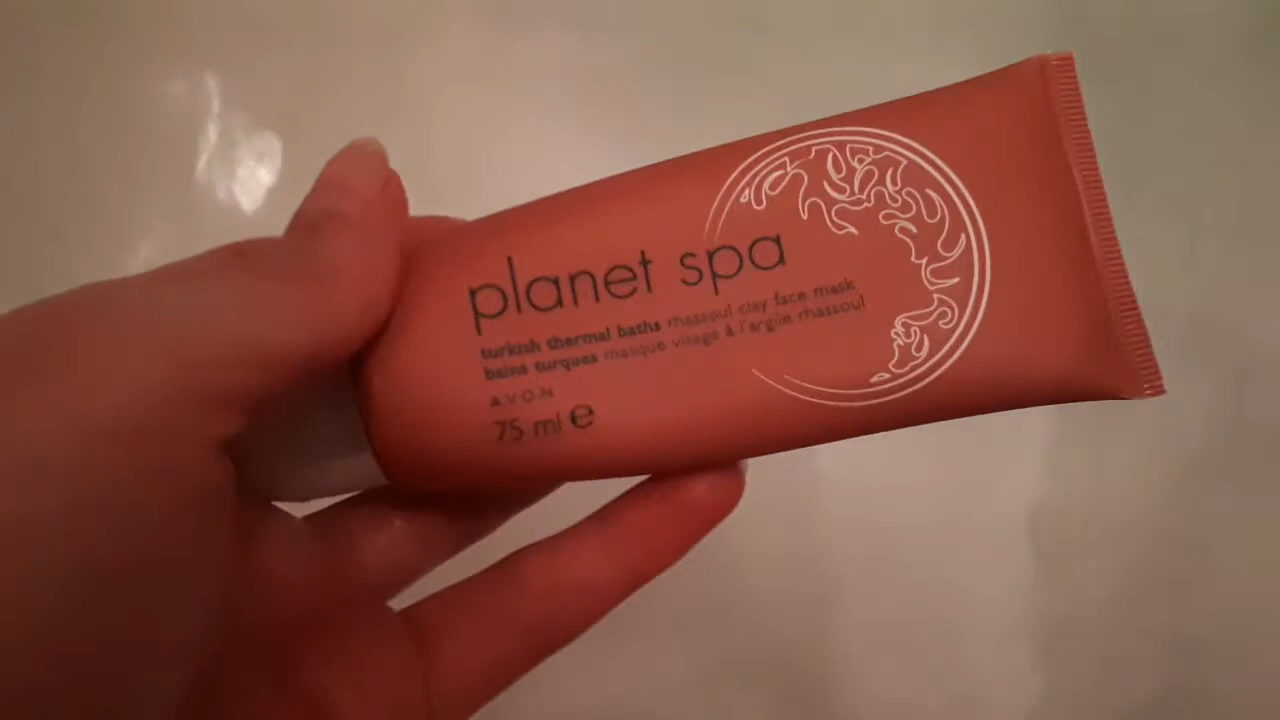 planet spa
turkish thermal baths rhassoul clay face mask
bains turques masque visage à l'argile rhassoul
AVON
75 ml e